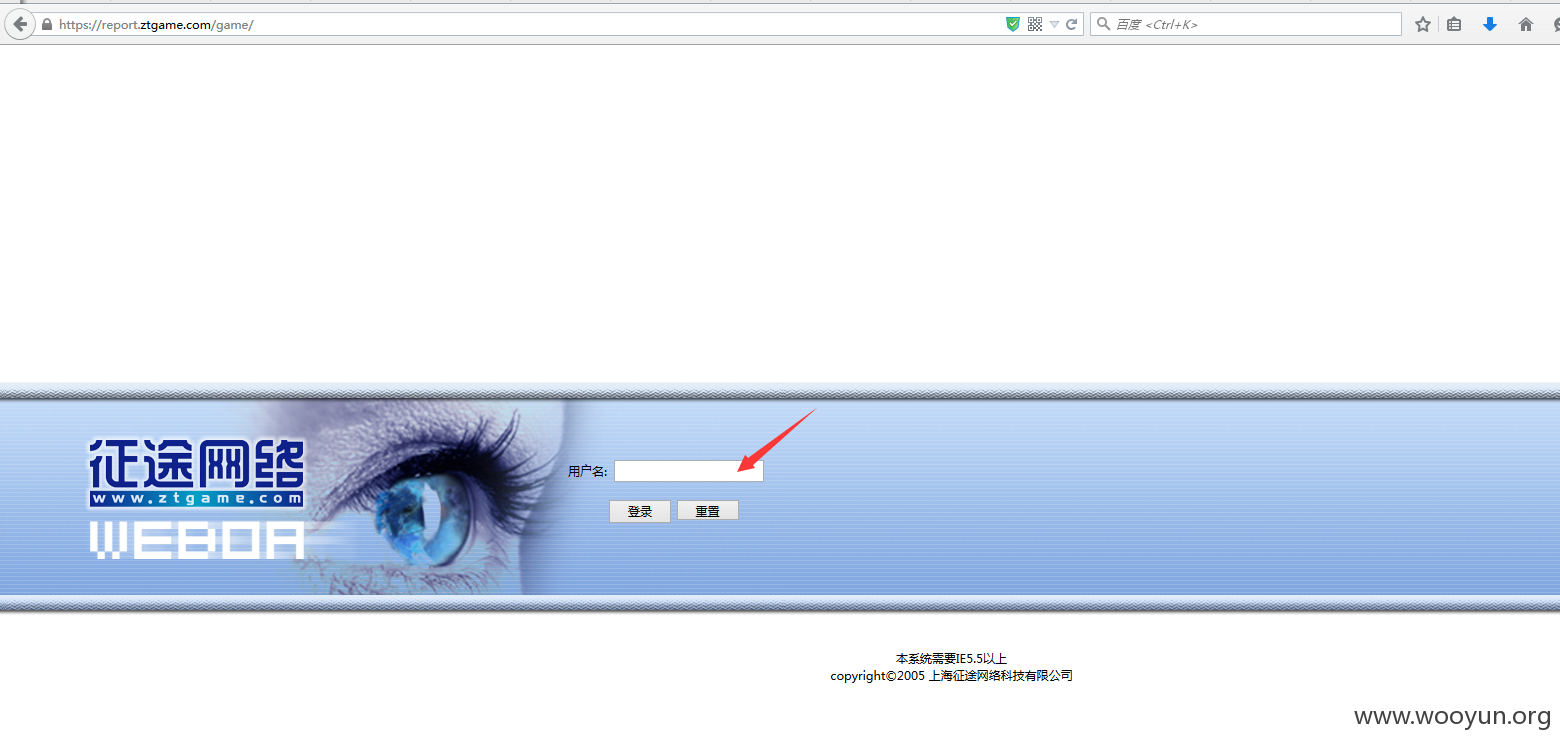 https://report.ztgame.com/game/
百度 <Ctrl+K>
征途网络
www.ztgame.com
WEBOA
用户名:
登录 重置
本系统需要IE5.5以上
copyright©2005 上海征途网络科技有限公司
www.wooyun.org